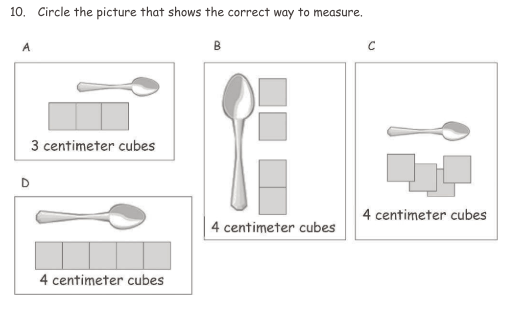 10. Circle the picture that shows the correct way to measure.
A
3 centimeter cubes
B
4 centimeter cubes
C
4 centimeter cubes
D
4 centimeter cubes